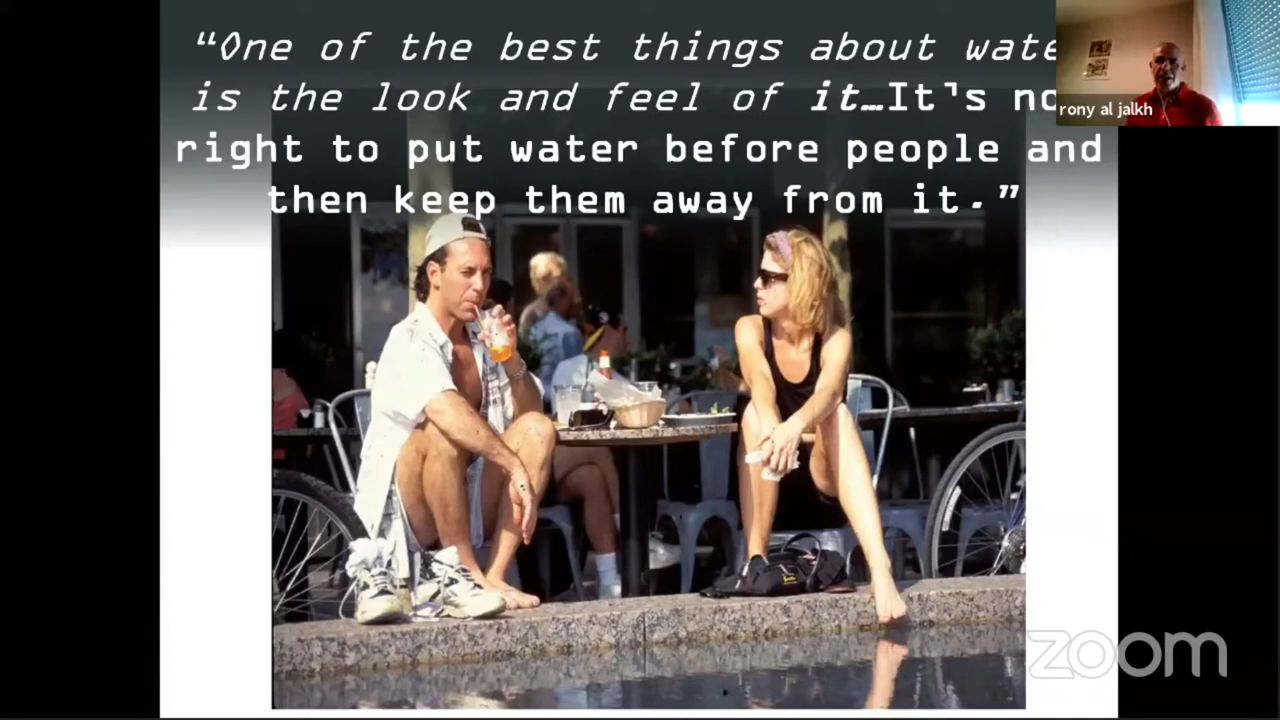 “One of the best things about wate
is the look and feel of it…It's no
right to put water before people and
then keep them away from it.”
rony al jalkh
zoom